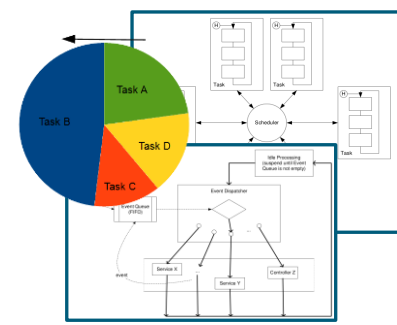 H
H
Task
Task
Task A
Task B
Task D
Task C
Scheduler
H
Task
Idle Processing
(suspend until Event
Queue is not empty)
Event Dispatcher
Event Queue
(FIFO)
...
event
Service X
...
Service Y
Controller Z